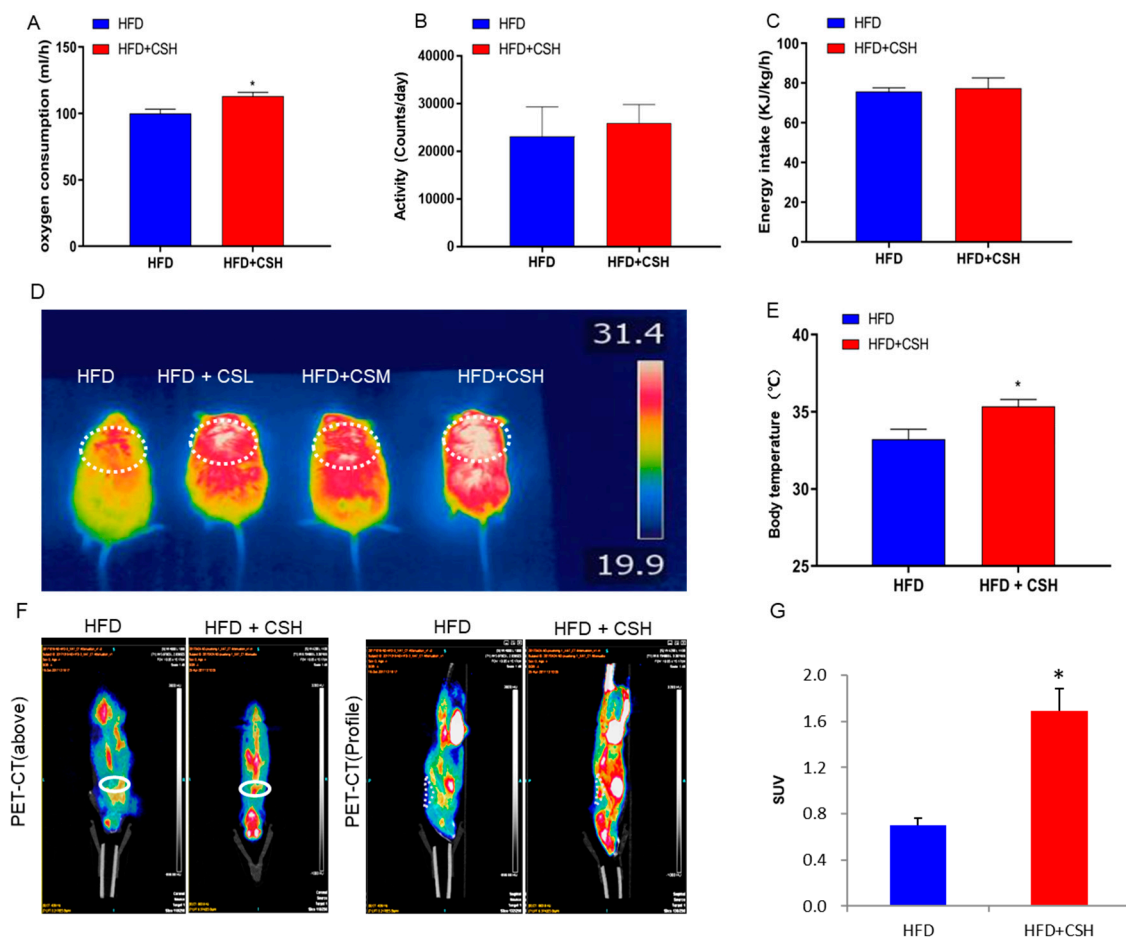 A
HFD
HFD+CSH
oxygen consumption (ml/h)
150
100
50
0
*
HFD
HFD+CSH
B
HFD
HFD+CSH
Activity (Counts/day)
40000
30000
20000
10000
0
HFD
HFD+CSH
C
HFD
HFD+CSH
Energy intake (KJ/kg/h)
100
80
60
40
20
0
HFD
HFD+CSH
D
HFD
HFD + CSL
HFD+CSM
HFD+CSH
31.4
19.9
E
HFD
HFD+CSH
Body temperature (℃)
40
35
30
25
*
HFD
HFD + CSH
F
HFD
HFD + CSH
PET-CT(above)
HFD
HFD + CSH
PET-CT(Profile)
G
SUV
2.0
1.6
1.2
0.8
0.4
0
*
HFD
HFD+CSH